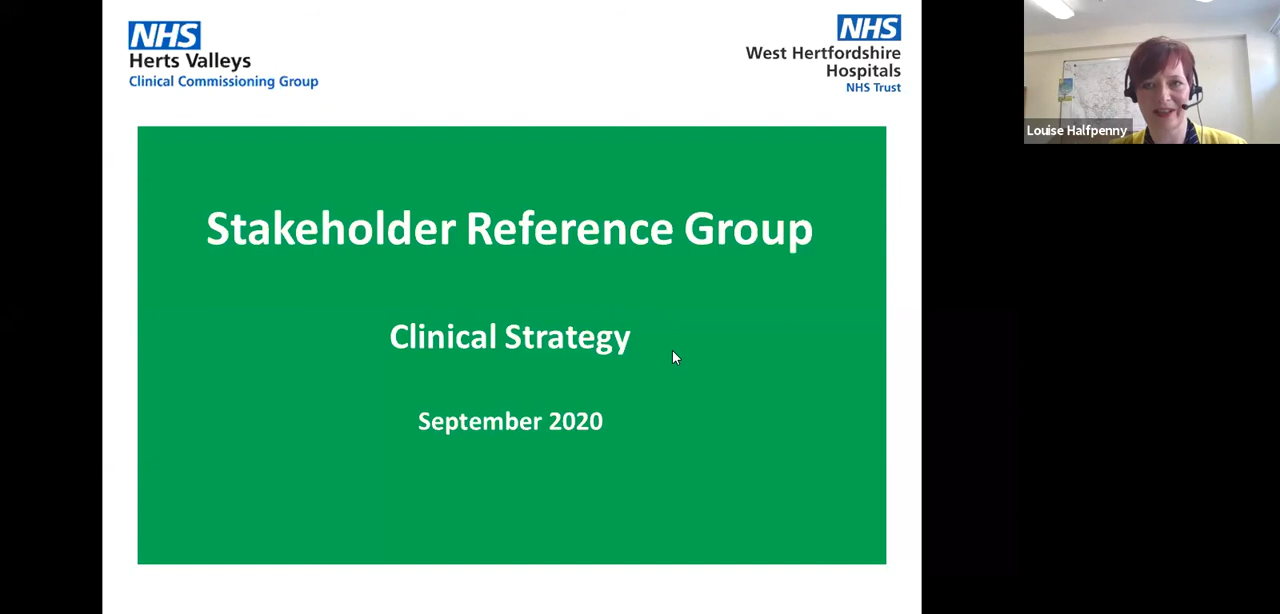 NHS
Herts Valleys
Clinical Commissioning Group
NHS
West Hertfordshire
Hospitals
NHS Trust
Louise Halfpenny
Stakeholder Reference Group
Clinical Strategy
September 2020